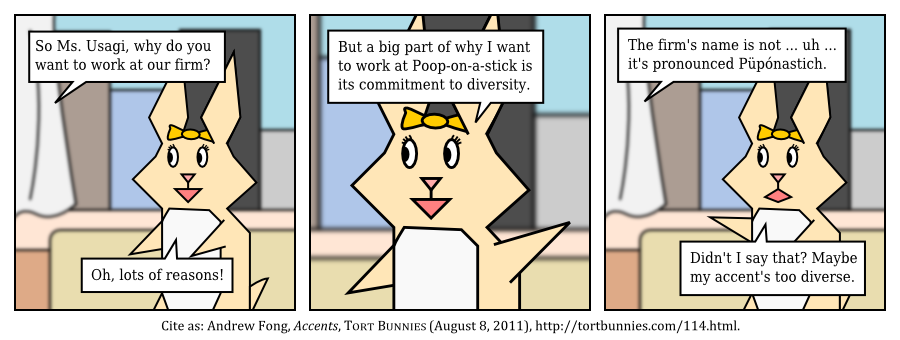 So Ms. Usagi, why do you
want to work at our firm?
Oh, lots of reasons!
But a big part of why I want
to work at Poop-on-a-stick is
its commitment to diversity.
The firm's name is not ... uh ...
it's pronounced Püpónastich.
Didn't I say that? Maybe
my accent's too diverse.
Cite as: Andrew Fong, Accents, TORT BUNNIES (August 8, 2011), http://tortbunnies.com/114.html.